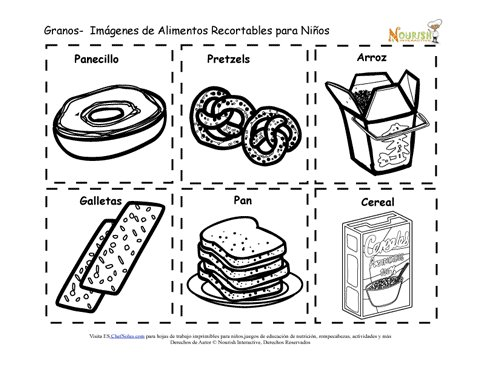 Granos- Imágenes de Alimentos Recortables para Niños
NOURISH
Panecillo
Pretzels
Arroz
Galletas
Pan
Cereal
Cereales
Visita ES.ChefSolus.com para hojas de trabajo imprimibles para niños,juegos de educación de nutrición, rompecabezas, actividades y más
Derechos de Autor © Nourish Interactive, Derechos Reservados